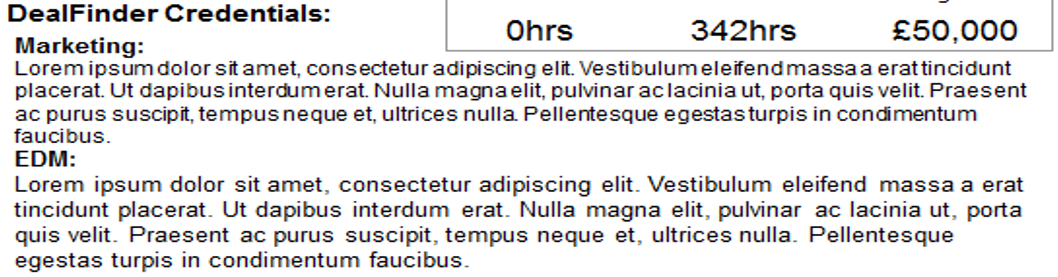 DealFinder Credentials:
0hrs 342hrs £50,000
Marketing:
Lorem ipsum dolor sit amet, consectetur adipiscing elit. Vestibulum eleifend massa a erat tincidunt
placerat. Ut dapibus interdum erat. Nulla magna elit, pulvinar ac lacinia ut, porta quis velit. Praesent
ac purus suscipit, tempus neque et, ultrices nulla. Pellentesque egestas turpis in condimentum
faucibus.
EDM:
Lorem ipsum dolor sit amet, consectetur adipiscing elit. Vestibulum eleifend massa a erat
tincidunt placerat. Ut dapibus interdum erat. Nulla magna elit, pulvinar ac lacinia ut, porta
quis velit. Praesent ac purus suscipit, tempus neque et, ultrices nulla. Pellentesque
egestas turpis in condimentum faucibus.